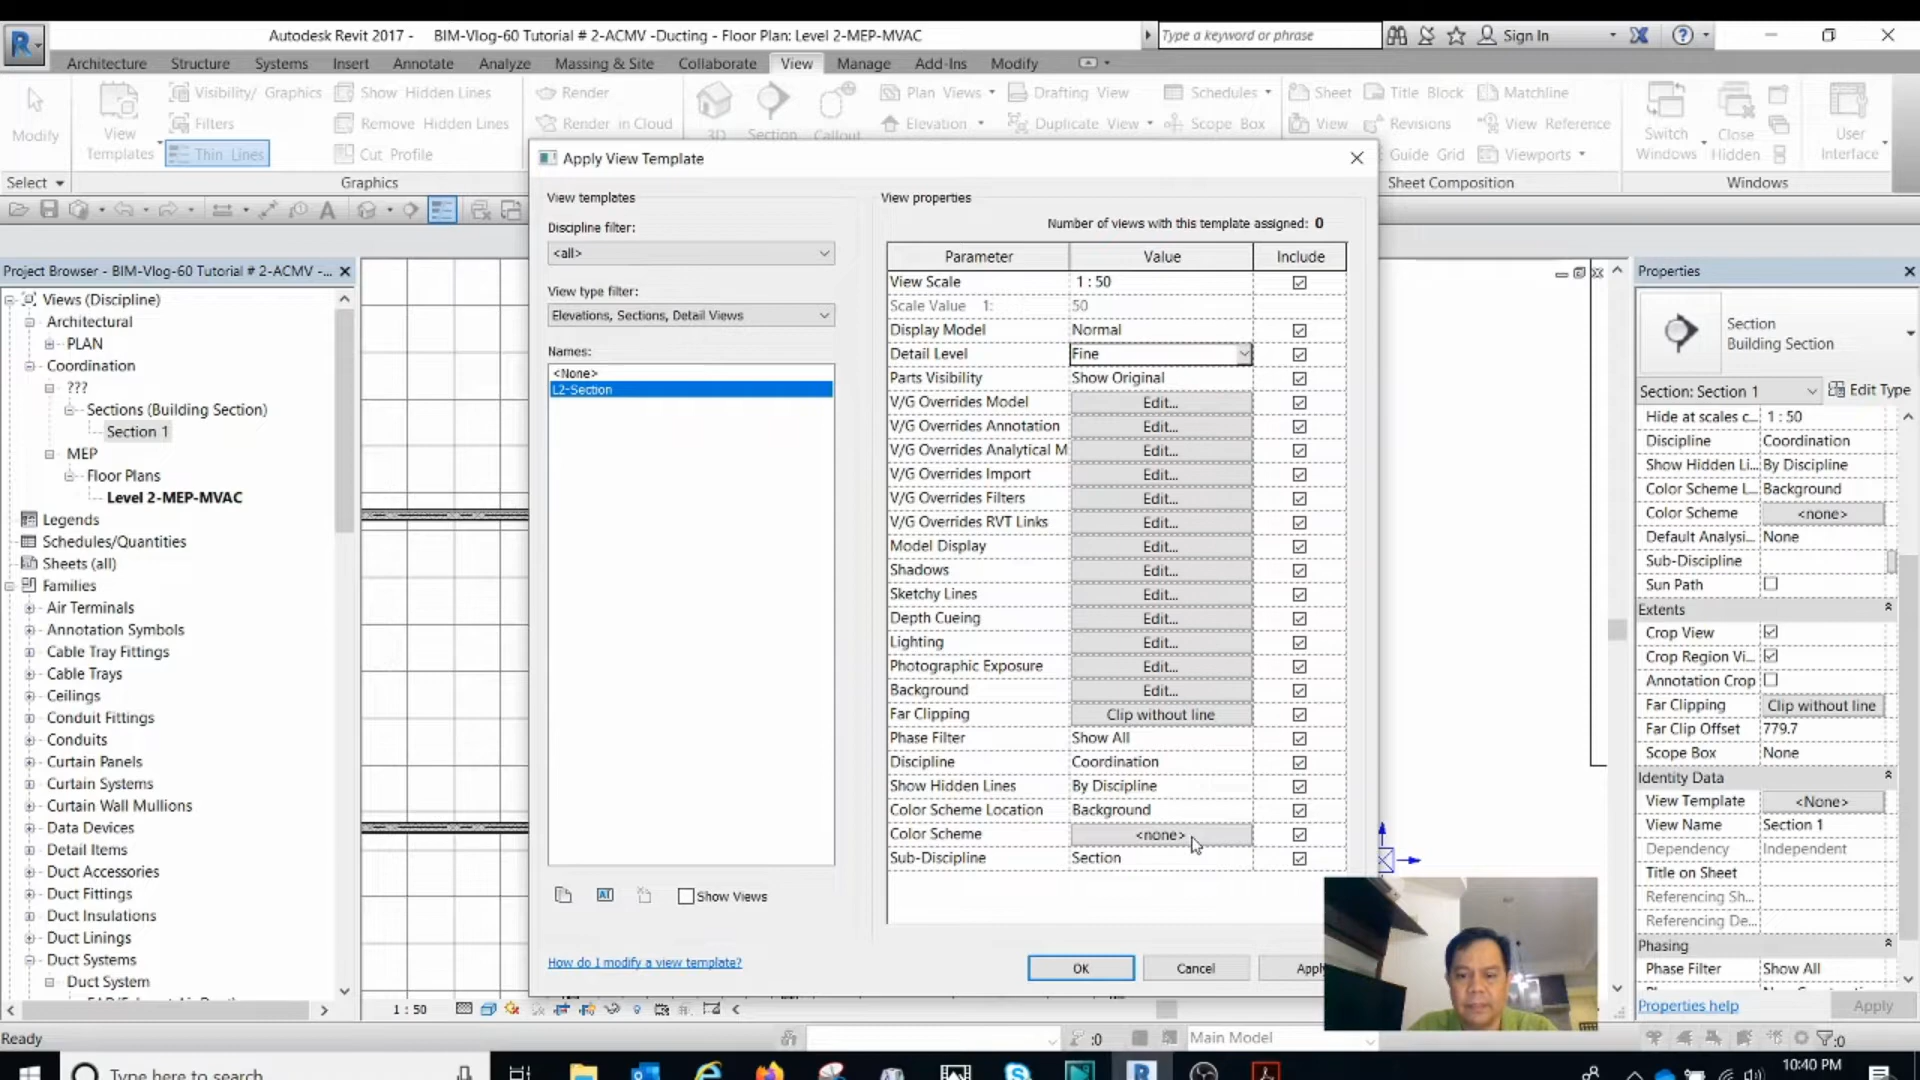 Autodesk Revit 2017 - BIM-Vlog-60 Tutorial # 2-ACMV -Ducting - Floor Plan: Level 2-MEP-MVAC
Type a keyword or phrase
Sign In
Architecture Structure Systems Insert Annotate Analyze Massing & Site Collaborate View Manage Add-Ins Modify
Modify
View
Templates
Visibility/ Graphics
Filters
Thin Lines
Show Hidden Lines
Remove Hidden Lines
Cut Profile
Render
Render in Cloud
3D
Section
Callout
Plan Views
Elevation
Drafting View
Duplicate View
Schedules
Scope Box
Sheet
View
Title Block
Revisions
Guide Grid
Matchline
View Reference
Viewports
Switch
Windows
Close
Hidden
User
Interface
Select
Graphics
Sheet Composition
Windows
Project Browser - BIM-Vlog-60 Tutorial # 2-ACMV -...
Views (Discipline)
Architectural
PLAN
Coordination
???
Sections (Building Section)
Section 1
MEP
Floor Plans
Level 2-MEP-MVAC
Legends
Schedules/Quantities
Sheets (all)
Families
Air Terminals
Annotation Symbols
Cable Tray Fittings
Cable Trays
Ceilings
Conduit Fittings
Conduits
Curtain Panels
Curtain Systems
Curtain Wall Mullions
Data Devices
Detail Items
Duct Accessories
Duct Fittings
Duct Insulations
Duct Linings
Duct Systems
Duct System
Apply View Template
View templates
Discipline filter:
<all>
View type filter:
Elevations, Sections, Detail Views
Names:
<None>
L2-Section
Show Views
How do I modify a view template?
View properties
Number of views with this template assigned: 0
Parameter Value Include
View Scale 1 : 50
Scale Value 1: 50
Display Model Normal
Detail Level Fine
Parts Visibility Show Original
V/G Overrides Model Edit...
V/G Overrides Annotation Edit...
V/G Overrides Analytical M Edit...
V/G Overrides Import Edit...
V/G Overrides Filters Edit...
V/G Overrides RVT Links Edit...
Model Display Edit...
Shadows Edit...
Sketchy Lines Edit...
Depth Cueing Edit...
Lighting Edit...
Photographic Exposure Edit...
Background Edit...
Far Clipping Clip without line
Phase Filter Show All
Discipline Coordination
Show Hidden Lines By Discipline
Color Scheme Location Background
Color Scheme <none>
Sub-Discipline Section
OK Cancel Apply
Properties
Section
Building Section
Section: Section 1 Edit Type
Hide at scales c... 1 : 50
Discipline Coordination
Show Hidden Li... By Discipline
Color Scheme L... Background
Color Scheme <none>
Default Analysi... None
Sub-Discipline
Sun Path
Extents
Crop View
Crop Region Vi...
Annotation Crop
Far Clipping Clip without line
Far Clip Offset 779.7
Scope Box None
Identity Data
View Template <None>
View Name Section 1
Dependency Independent
Title on Sheet
Referencing Sh...
Referencing De...
Phasing
Phase Filter Show All
Properties help Apply
1 : 50
Ready
:0
Main Model
:0
Type here to search
10:40 PM